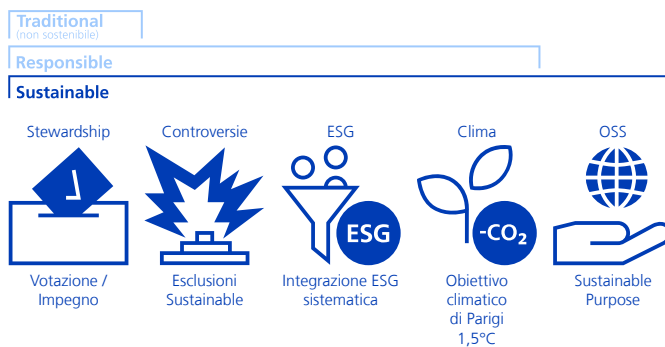 Traditional
(non sostenibile)
Responsible
Sustainable
Stewardship
Controversie
ESG
Clima
OSS
ESG
-CO₂
Votazione /
Impegno
Esclusioni
Sustainable
Integrazione ESG
sistematica
Obiettivo
climatico
di Parigi
1,5°C
Sustainable
Purpose